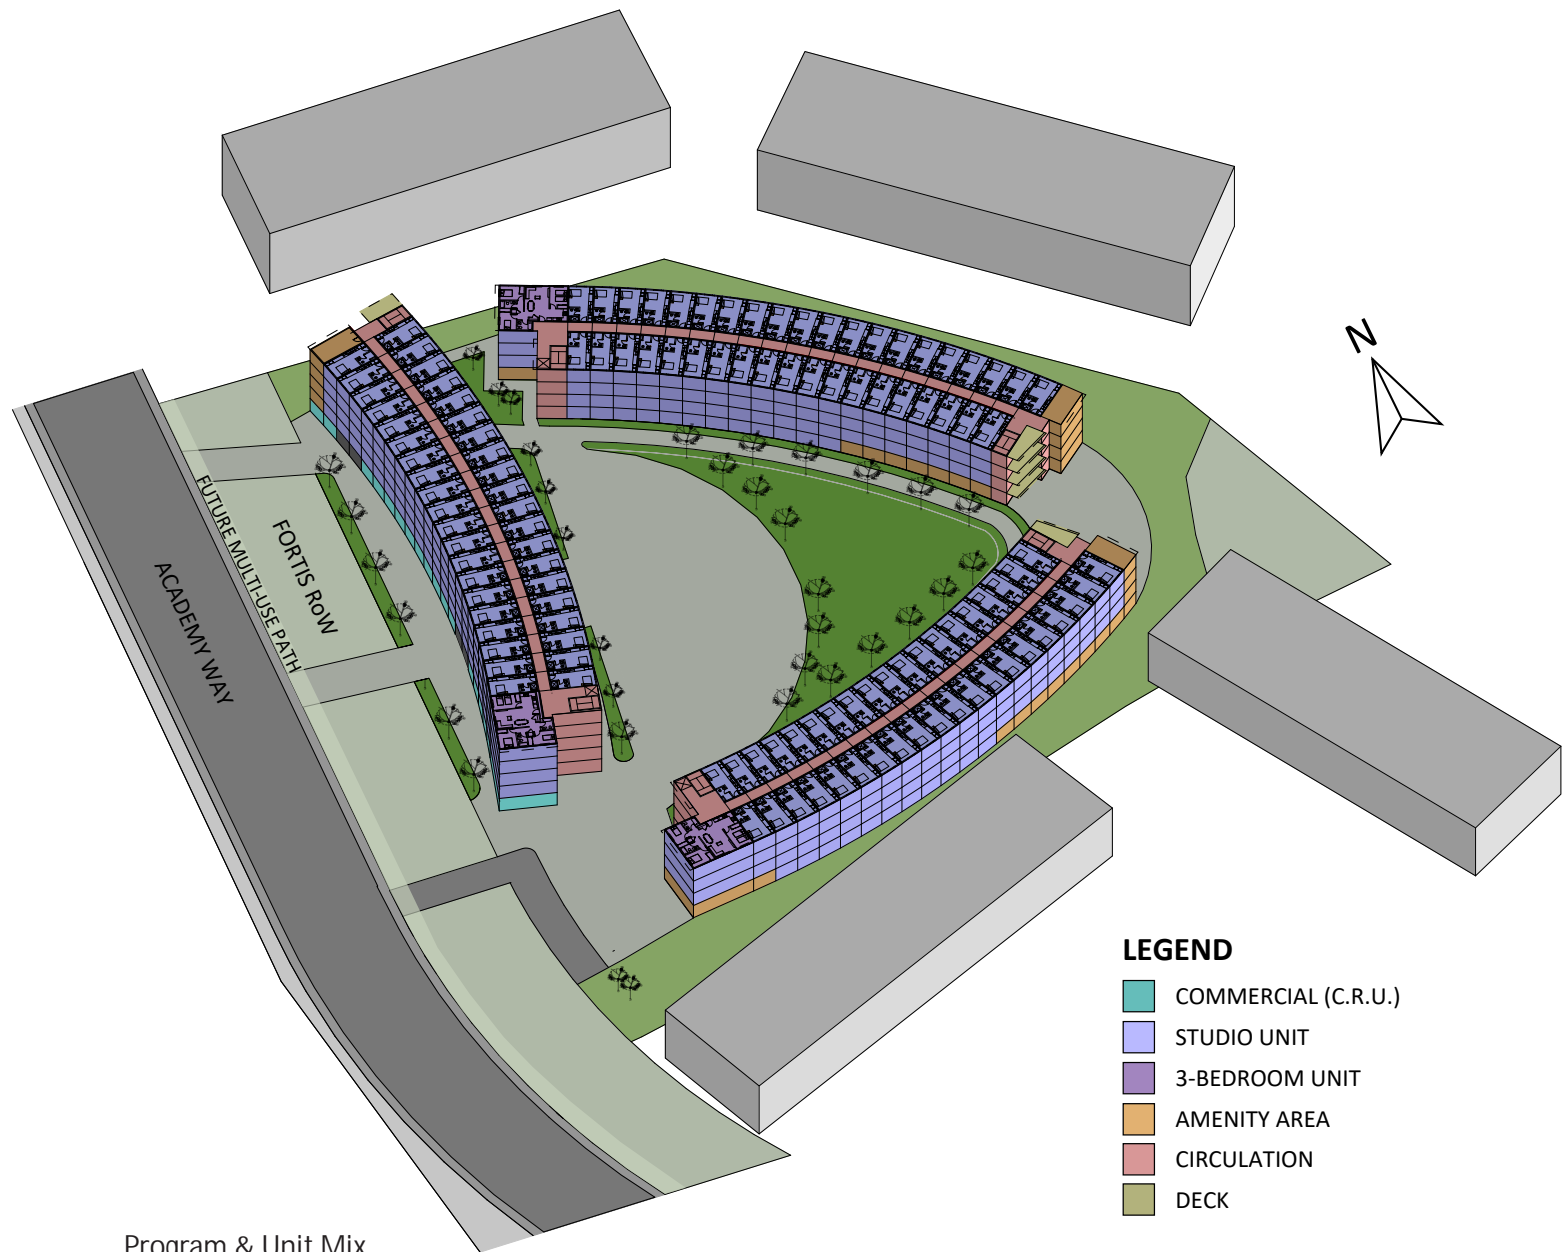 N
FUTURE MULTI-USE PATH
FORTIS RoW
ACADEMY WAY
LEGEND
COMMERCIAL (C.R.U.)
STUDIO UNIT
3-BEDROOM UNIT
AMENITY AREA
CIRCULATION
DECK
Program & Unit Mix